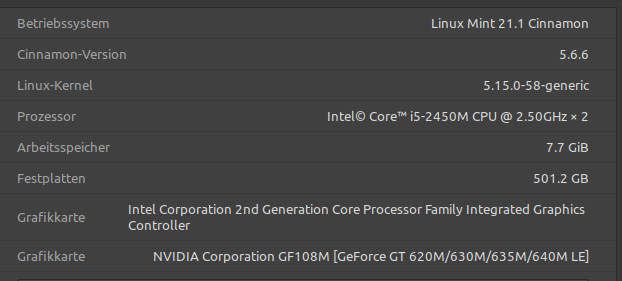 Betriebssystem Linux Mint 21.1 Cinnamon
Cinnamon-Version 5.6.6
Linux-Kernel 5.15.0-58-generic
Prozessor Intel© Core™ i5-2450M CPU @ 2.50GHz × 2
Arbeitsspeicher 7.7 GiB
Festplatten 501.2 GB
Grafikkarte Intel Corporation 2nd Generation Core Processor Family Integrated Graphics
Controller
Grafikkarte NVIDIA Corporation GF108M [GeForce GT 620M/630M/635M/640M LE]